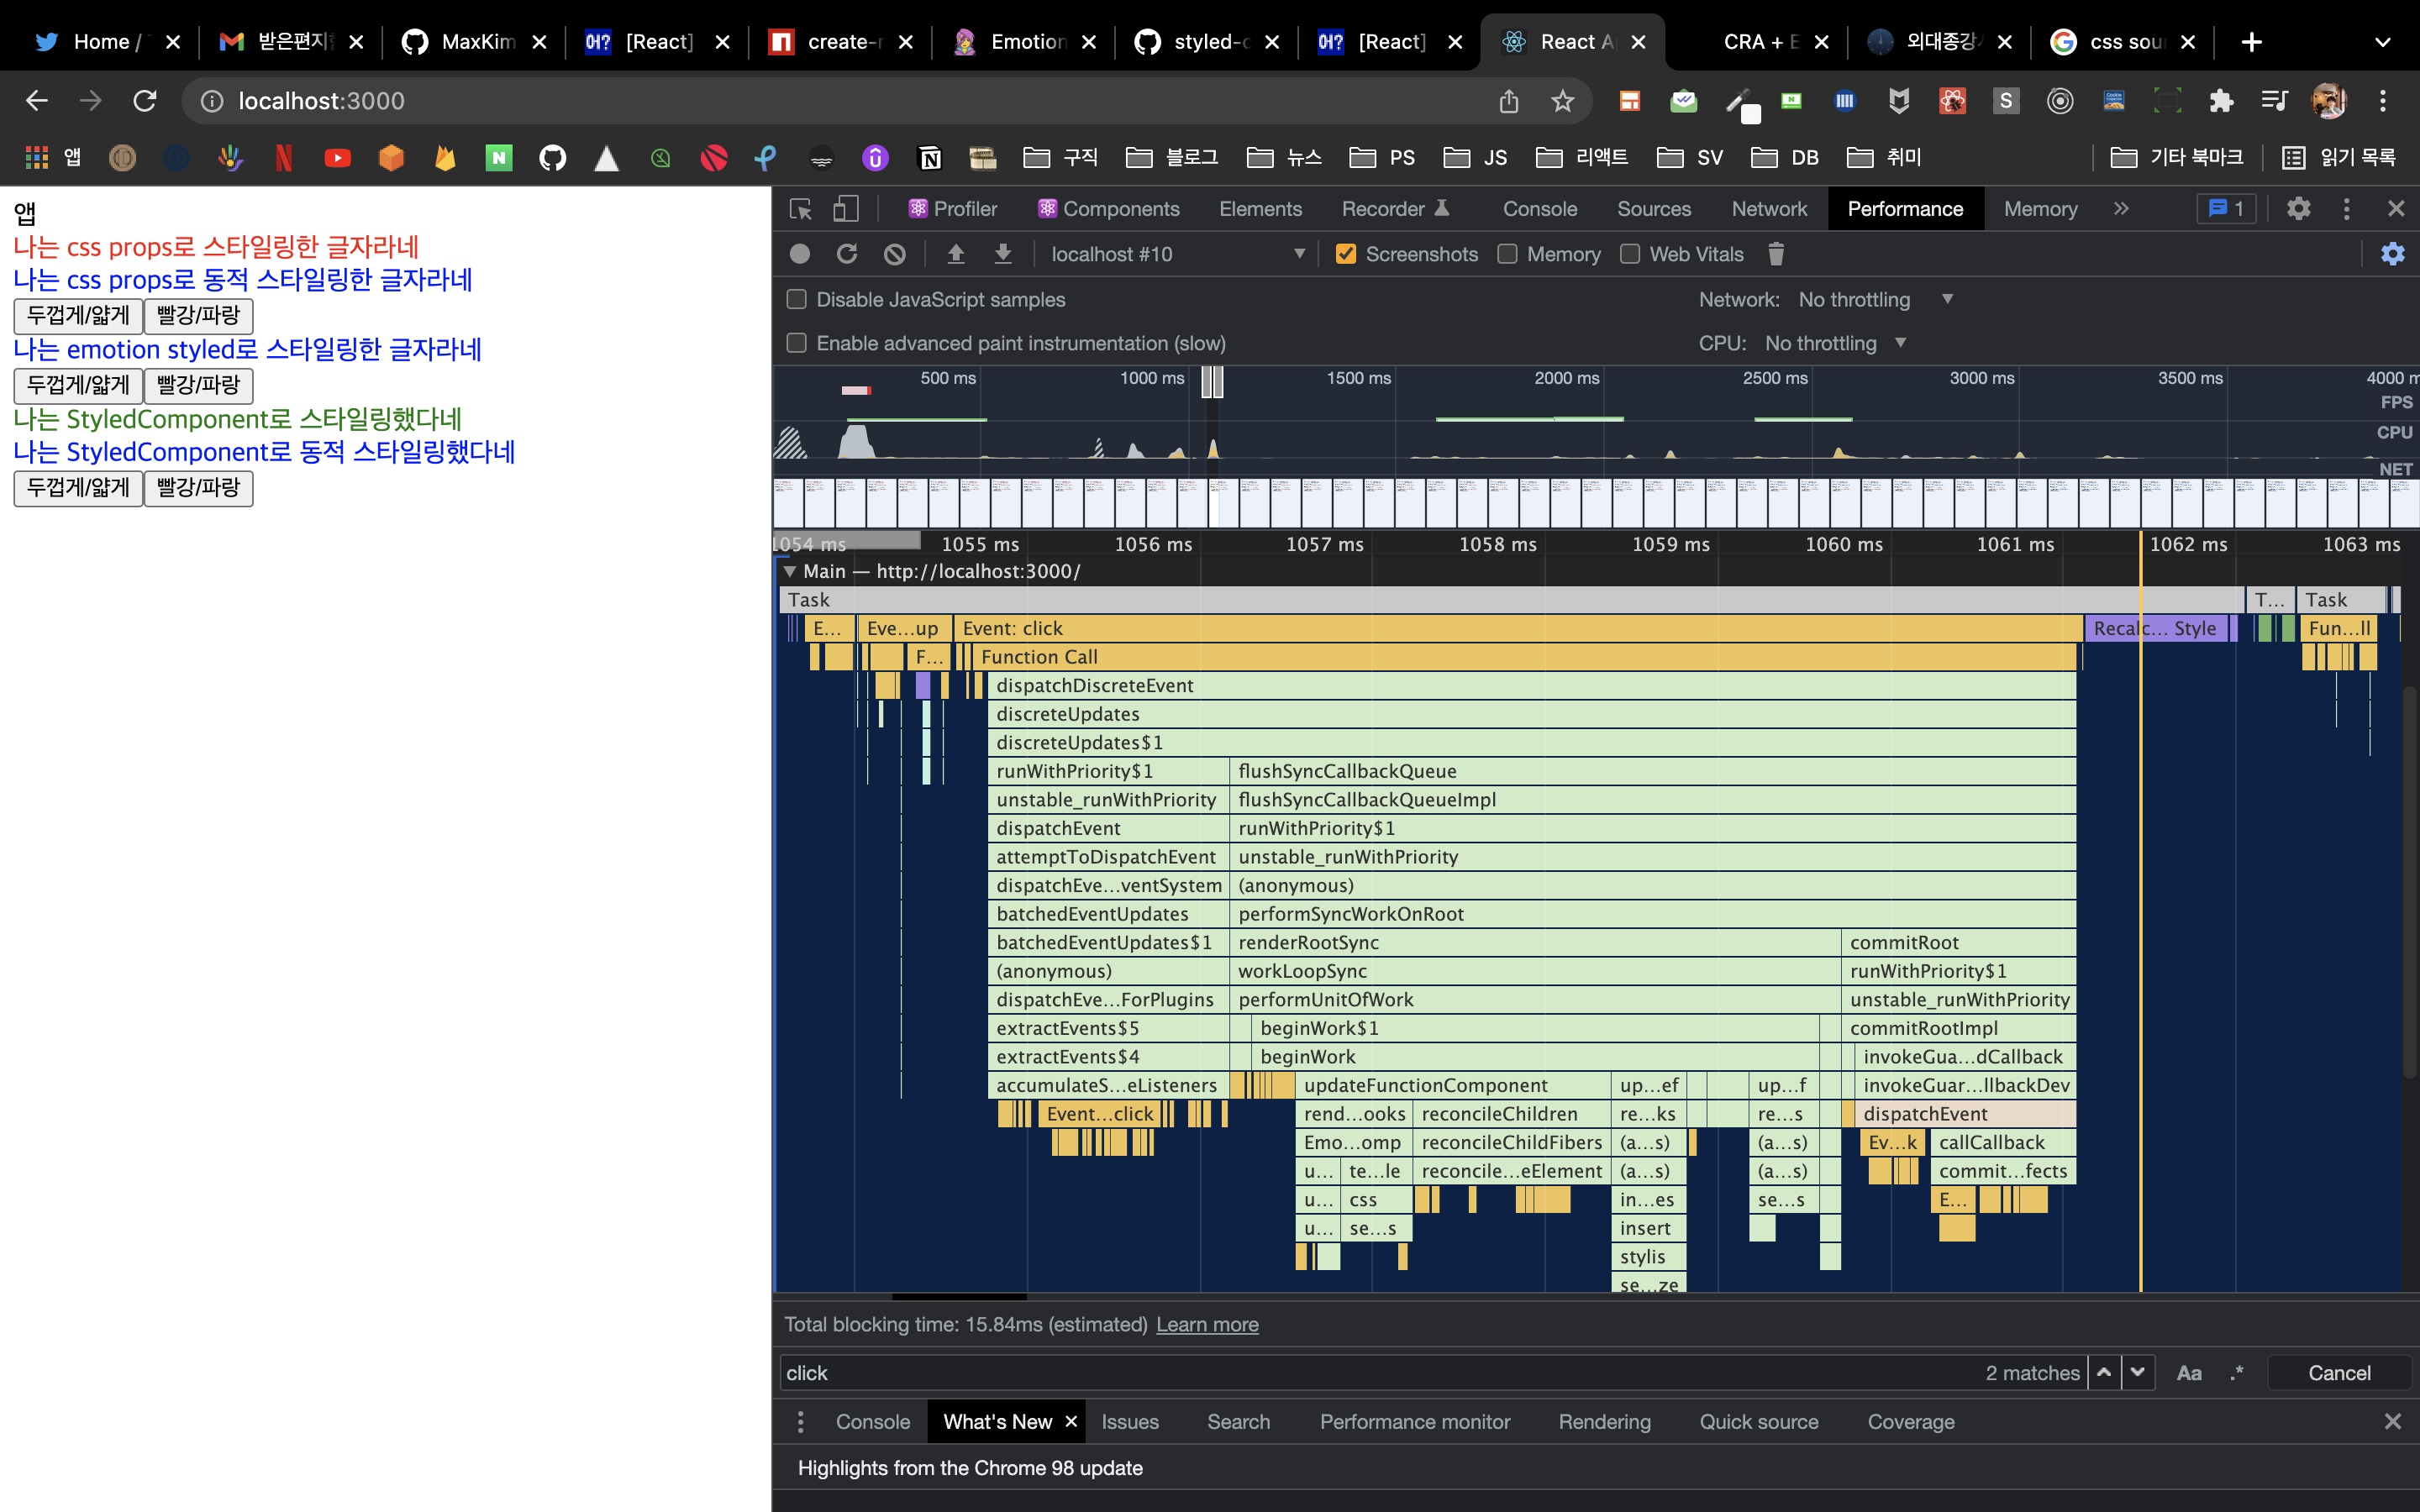 Home /
받은편지함
MaxKim
어? [React]
create-r
Emotion
styled-c
어? [React]
React A
CRA + E
외대종강
css sou
localhost:3000
앱
구직
블로그
뉴스
PS
JS
리액트
SV
DB
취미
기타 북마크
읽기 목록
앱
나는 css props로 스타일링한 글자라네
나는 css props로 동적 스타일링한 글자라네
두껍게/얇게 빨강/파랑
나는 emotion styled로 스타일링한 글자라네
두껍게/얇게 빨강/파랑
나는 StyledComponent로 스타일링했다네
나는 StyledComponent로 동적 스타일링했다네
두껍게/얇게 빨강/파랑
Profiler Components Elements Recorder Console Sources Network Performance Memory 1
localhost #10 Screenshots Memory Web Vitals
Disable JavaScript samples Network: No throttling
Enable advanced paint instrumentation (slow) CPU: No throttling
500 ms 1000 ms 1500 ms 2000 ms 2500 ms 3000 ms 3500 ms 4000 m
FPS
CPU
NET
1054 ms 1055 ms 1056 ms 1057 ms 1058 ms 1059 ms 1060 ms 1061 ms 1062 ms 1063 ms
Main — http://localhost:3000/
Task T... Task
E... Eve...up Event: click Recalc... Style Fun...ll
F... Function Call
dispatchDiscreteEvent
discreteUpdates
discreteUpdates$1
runWithPriority$1 flushSyncCallbackQueue
unstable_runWithPriority flushSyncCallbackQueueImpl
dispatchEvent runWithPriority$1
attemptToDispatchEvent unstable_runWithPriority
dispatchEve...ventSystem (anonymous)
batchedEventUpdates performSyncWorkOnRoot
batchedEventUpdates$1 renderRootSync commitRoot
(anonymous) workLoopSync runWithPriority$1
dispatchEve...ForPlugins performUnitOfWork unstable_runWithPriority
extractEvents$5 beginWork$1 commitRootImpl
extractEvents$4 beginWork invokeGua...dCallback
accumulateS...eListeners updateFunctionComponent up...ef up...f invokeGuar...llbackDev
Event...click rend...ooks reconcileChildren re...ks re...s dispatchEvent
Emo...omp reconcileChildFibers (a...s) (a...s) Ev...k callCallback
u... te...le reconcile...eElement (a...s) (a...s) commit...fects
u... css in...es se...s E...
u... se...s insert
stylis
se...ze
Total blocking time: 15.84ms (estimated) Learn more
click 2 matches Aa .* Cancel
Console What's New Issues Search Performance monitor Rendering Quick source Coverage
Highlights from the Chrome 98 update